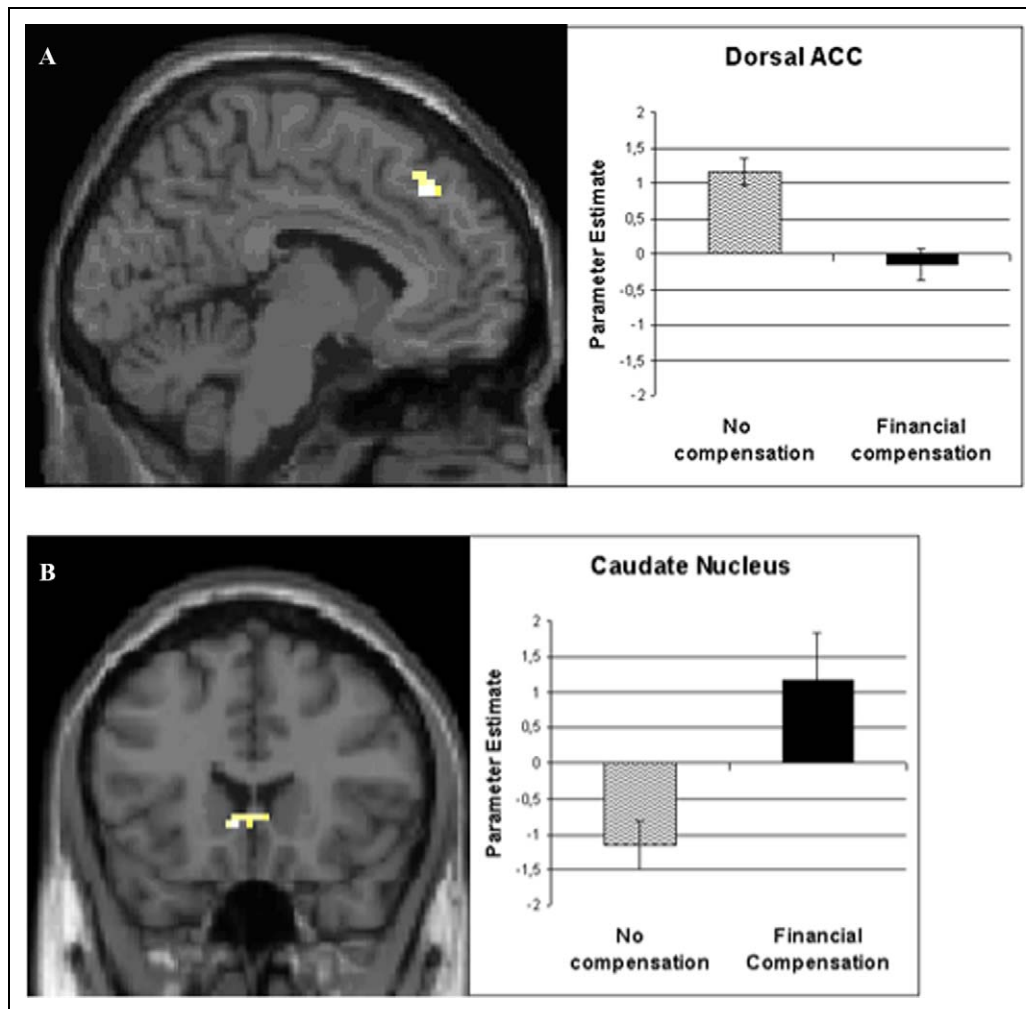 A
Dorsal ACC
Parameter Estimate
2
1,5
1
0,5
0
-0,5
-1
-1,5
-2
No
compensation
Financial
compensation
B
Caudate Nucleus
Parameter Estimate
2
1,5
1
0,5
0
-0,5
-1
-1,5
-2
No
compensation
Financial
Compensation